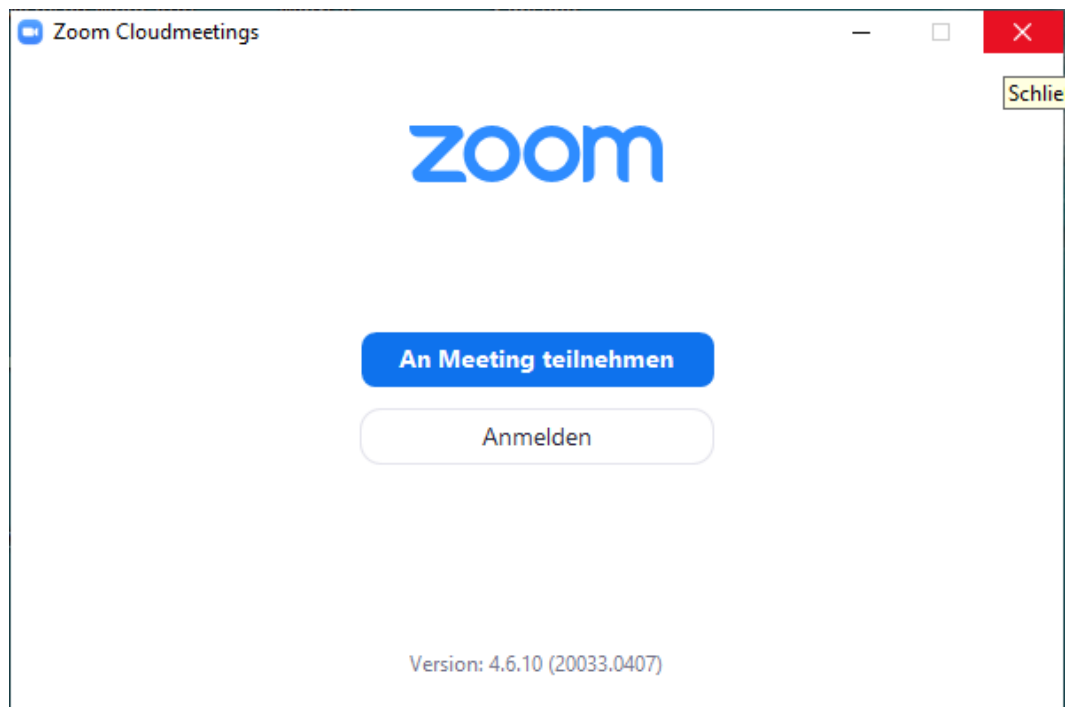 Zoom Cloudmeetings
Schlie
zoom
An Meeting teilnehmen
Anmelden
Version: 4.6.10 (20033.0407)